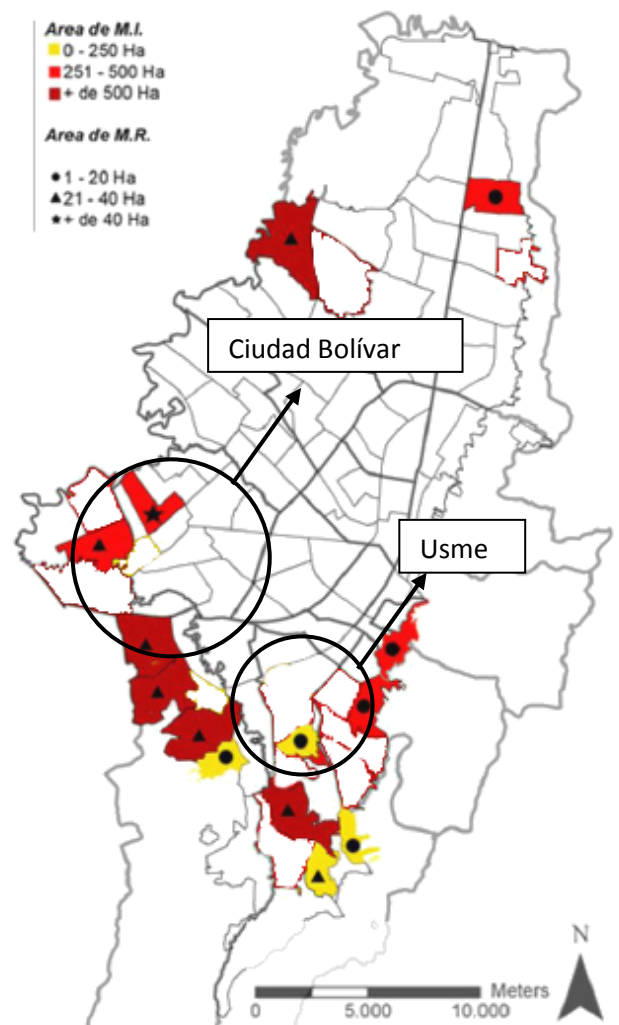 Area de M.I.
0 - 250 Ha
251 - 500 Ha
+ de 500 Ha
Area de M.R.
1 - 20 Ha
21 - 40 Ha
+ de 40 Ha
Ciudad Bolívar
Usme
N
Meters
0 5.000 10.000